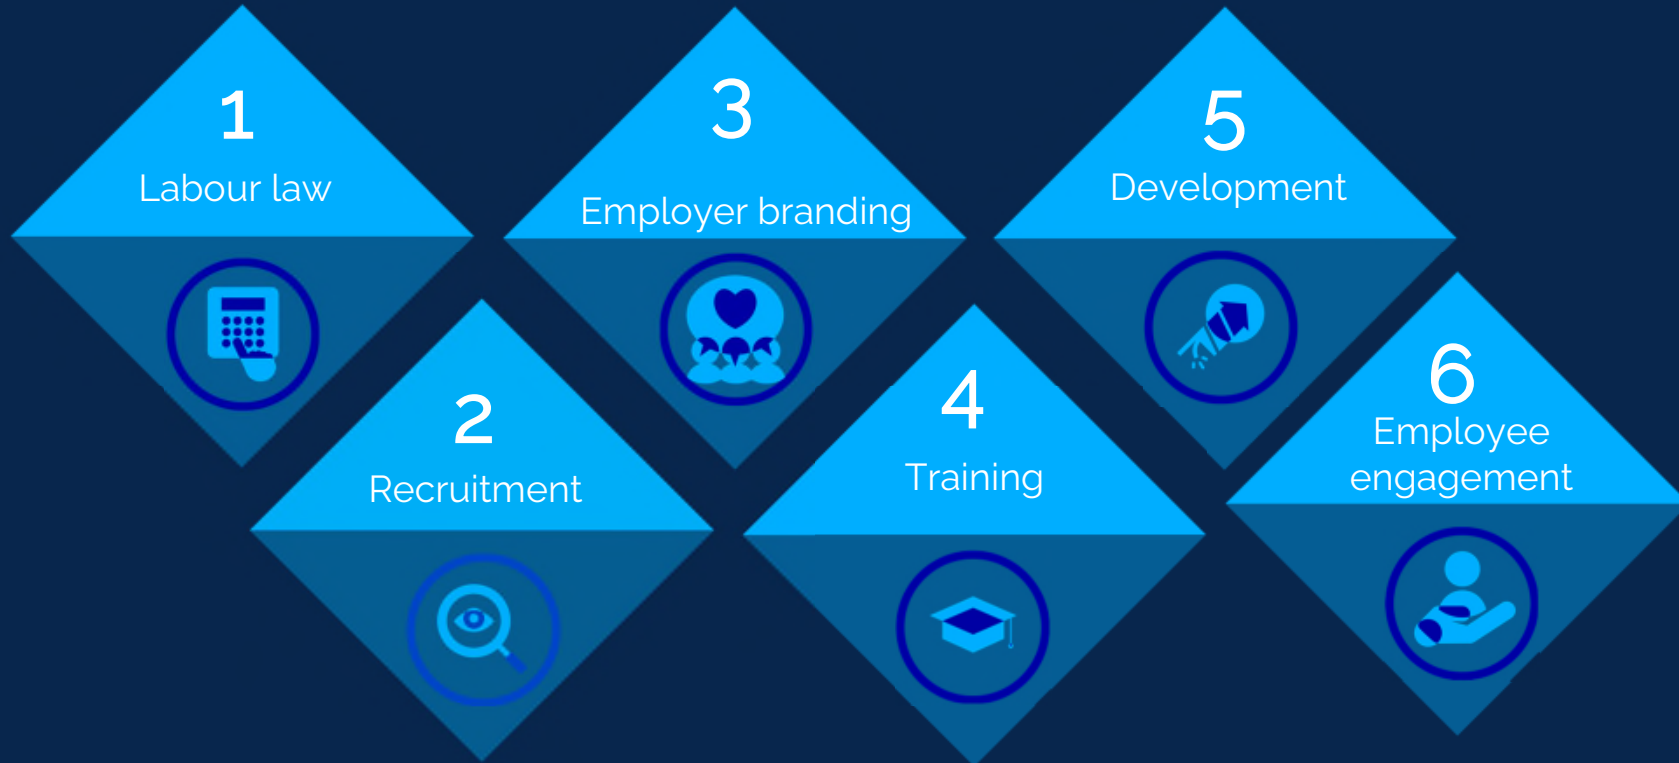 1
Labour law
2
Recruitment
3
Employer branding
4
Training
5
Development
6
Employee
engagement